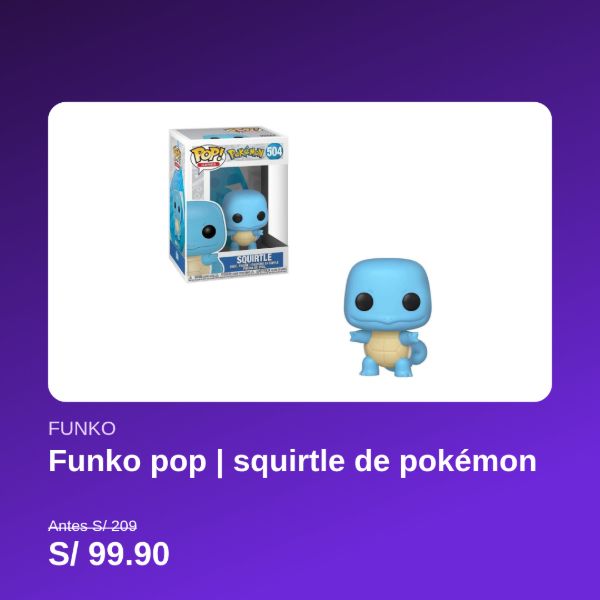 POP!
POKéMON
504
SQUIRTLE
FUNKO
Funko pop | squirtle de pokémon
Antes S/ 209
S/ 99.90